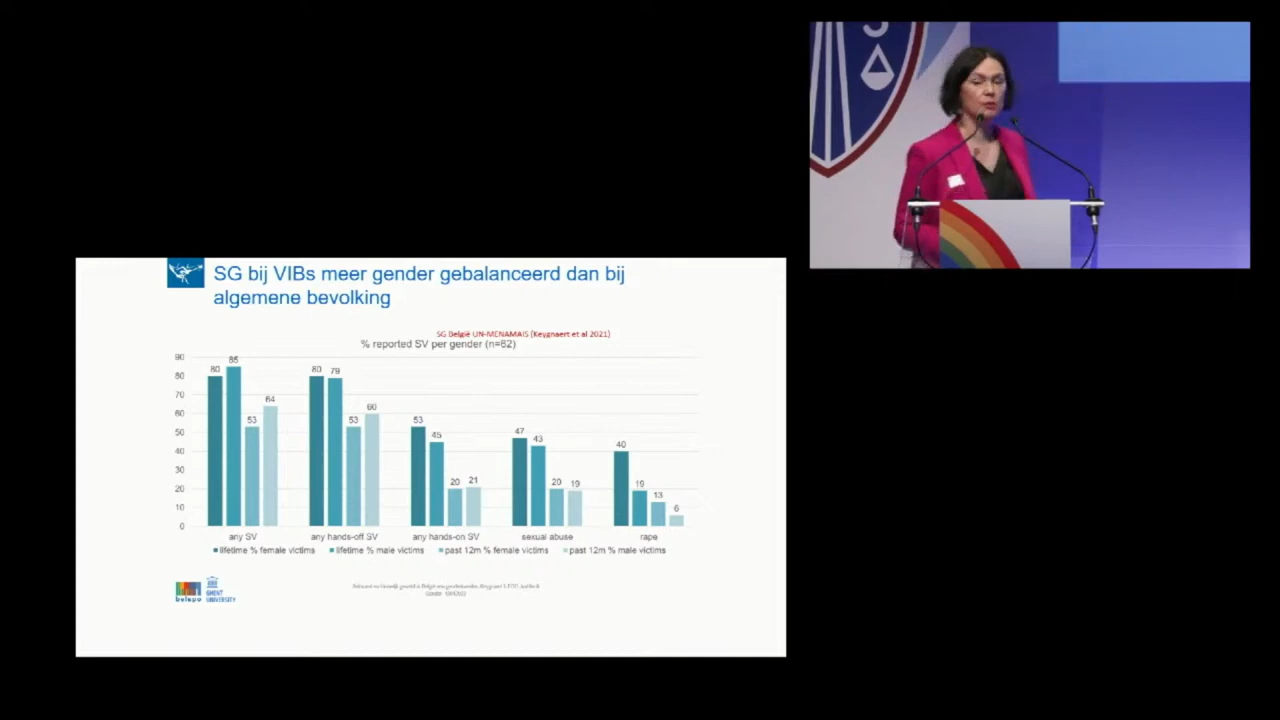 SG bij VIBs meer gender gebalanceerd dan bij
algemene bevolking
SG België UN-MENAMAIS (Keygnaert et al 2021)
% reported SV per gender (n=62)
90
80
70
60
50
40
30
20
10
0
80 85 53 64
80 79 53 60
53 45 20 21
47 43 20 19
40 19 13 6
any SV any hands-off SV any hands-on SV sexual abuse rape
lifetime % female victims lifetime % male victims past 12m % female victims past 12m % male victims
belspo
GHENT
UNIVERSITY